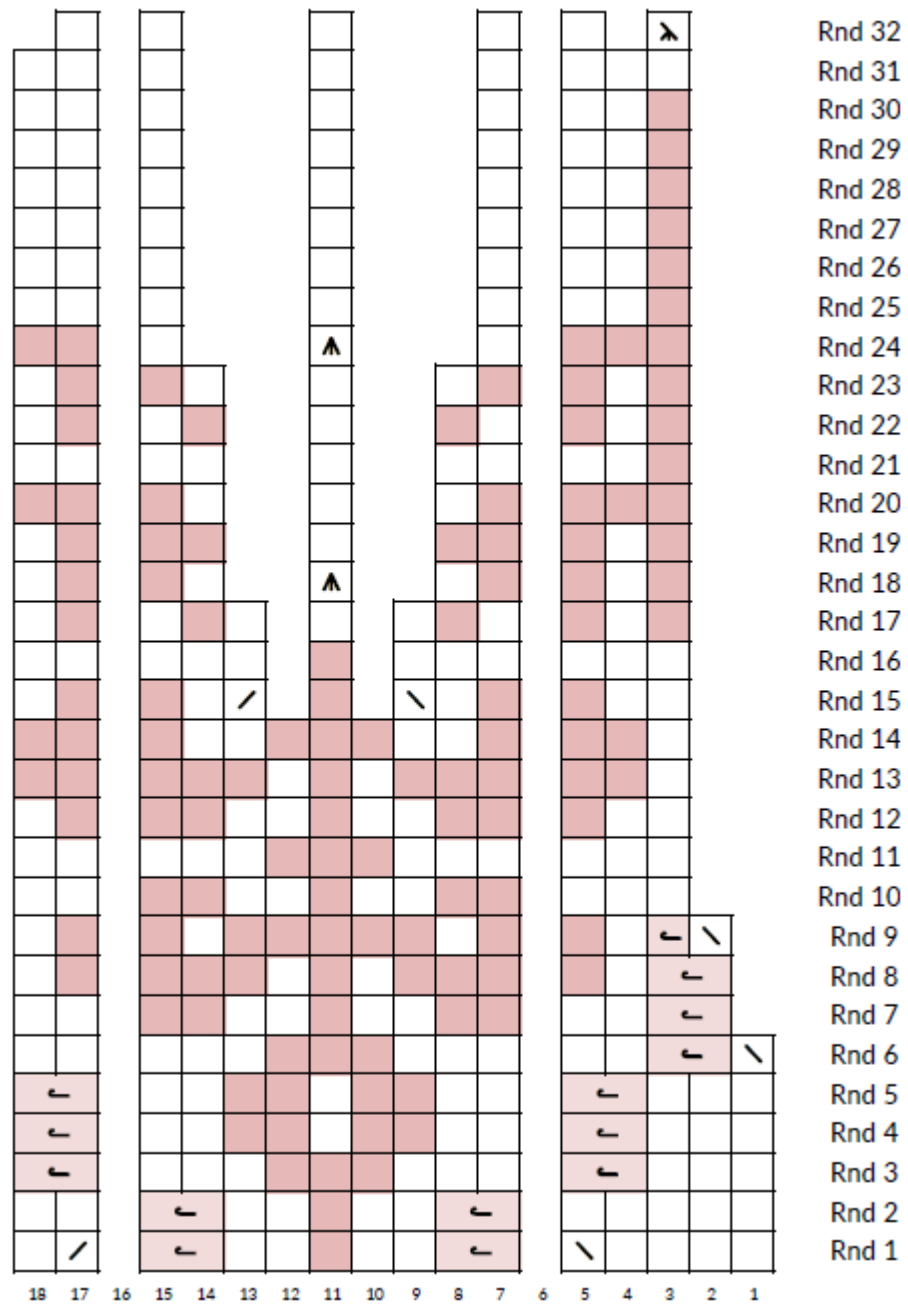 Rnd 32
Rnd 31
Rnd 30
Rnd 29
Rnd 28
Rnd 27
Rnd 26
Rnd 25
Rnd 24
Rnd 23
Rnd 22
Rnd 21
Rnd 20
Rnd 19
Rnd 18
Rnd 17
Rnd 16
Rnd 15
Rnd 14
Rnd 13
Rnd 12
Rnd 11
Rnd 10
Rnd 9
Rnd 8
Rnd 7
Rnd 6
Rnd 5
Rnd 4
Rnd 3
Rnd 2
Rnd 1
18 17 16 15 14 13 12 11 10 9 8 7 6 5 4 3 2 1